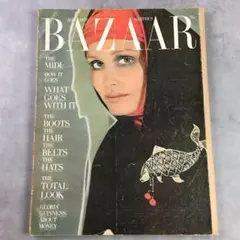 HARPER'S
BAZAAR
THE
MIDI
HOW IT
GOES
WHAT
GOES
WITH IT
THE
BOOTS
THE
HAIR
THE
BELTS
THE
HATS
THE
TOTAL
LOOK
GLORIA
GUINNESS
ABOUT
MONEY